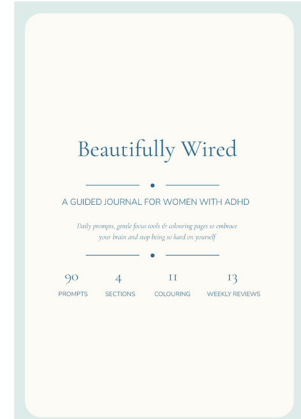 Beautifully Wired
A GUIDED JOURNAL FOR WOMEN WITH ADHD
Daily prompts, gentle focus tools & colouring pages to embrace
your brain and stop being so hard on yourself
90 4 11 13
PROMPTS SECTIONS COLOURING WEEKLY REVIEWS